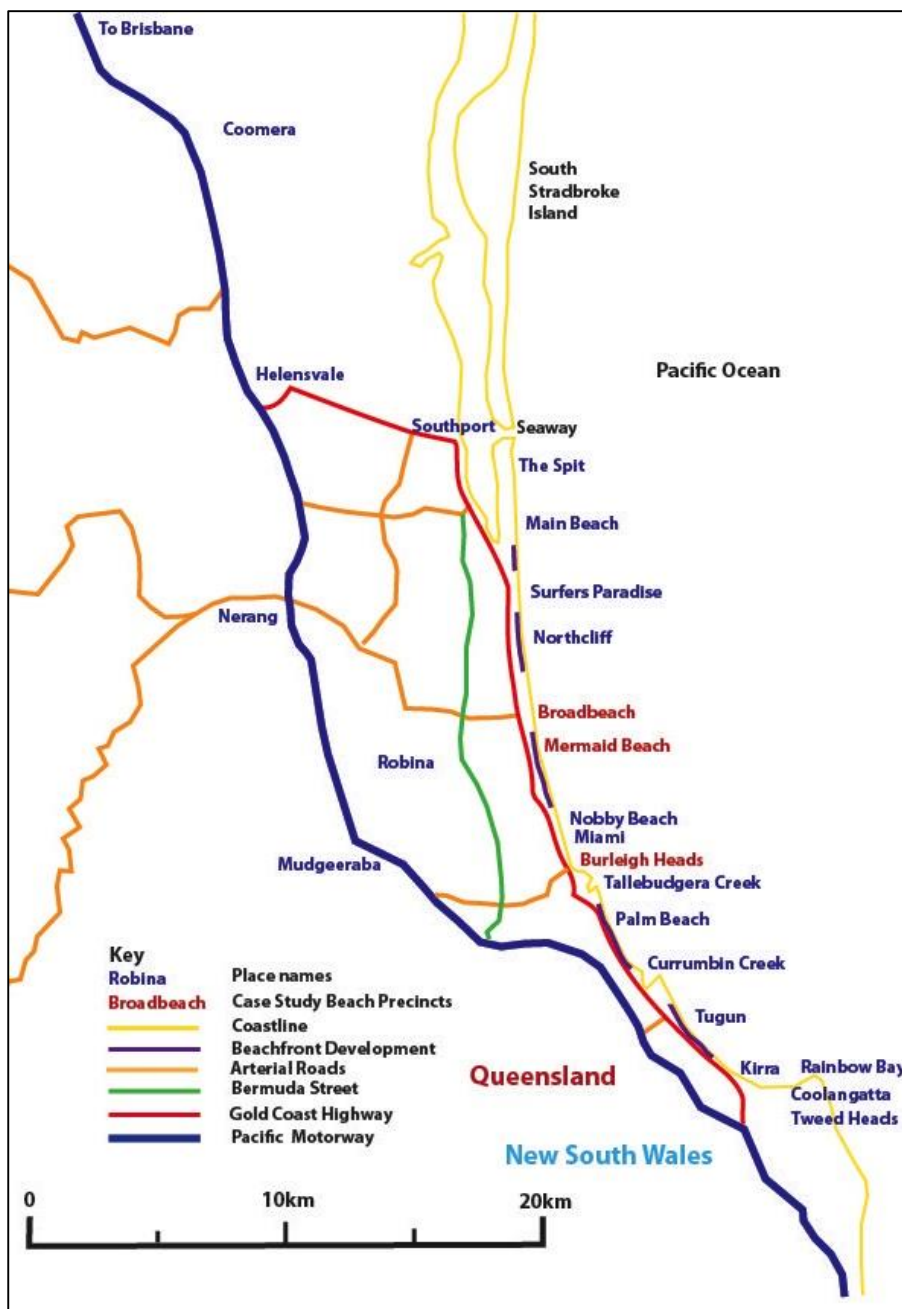 To Brisbane
Coomera
South
Stradbroke
Island
Pacific Ocean
Helensvale
Southport
Seaway
The Spit
Main Beach
Surfers Paradise
Nerang
Northcliff
Broadbeach
Mermaid Beach
Robina
Nobby Beach
Miami
Burleigh Heads
Mudgeeraba
Tallebudgera Creek
Palm Beach
Currumbin Creek
Tugun
Kirra
Rainbow Bay
Coolangatta
Tweed Heads
Queensland
New South Wales
Key
Robina Place names
Broadbeach Case Study Beach Precincts
Coastline
Beachfront Development
Arterial Roads
Bermuda Street
Gold Coast Highway
Pacific Motorway
0 10km 20km